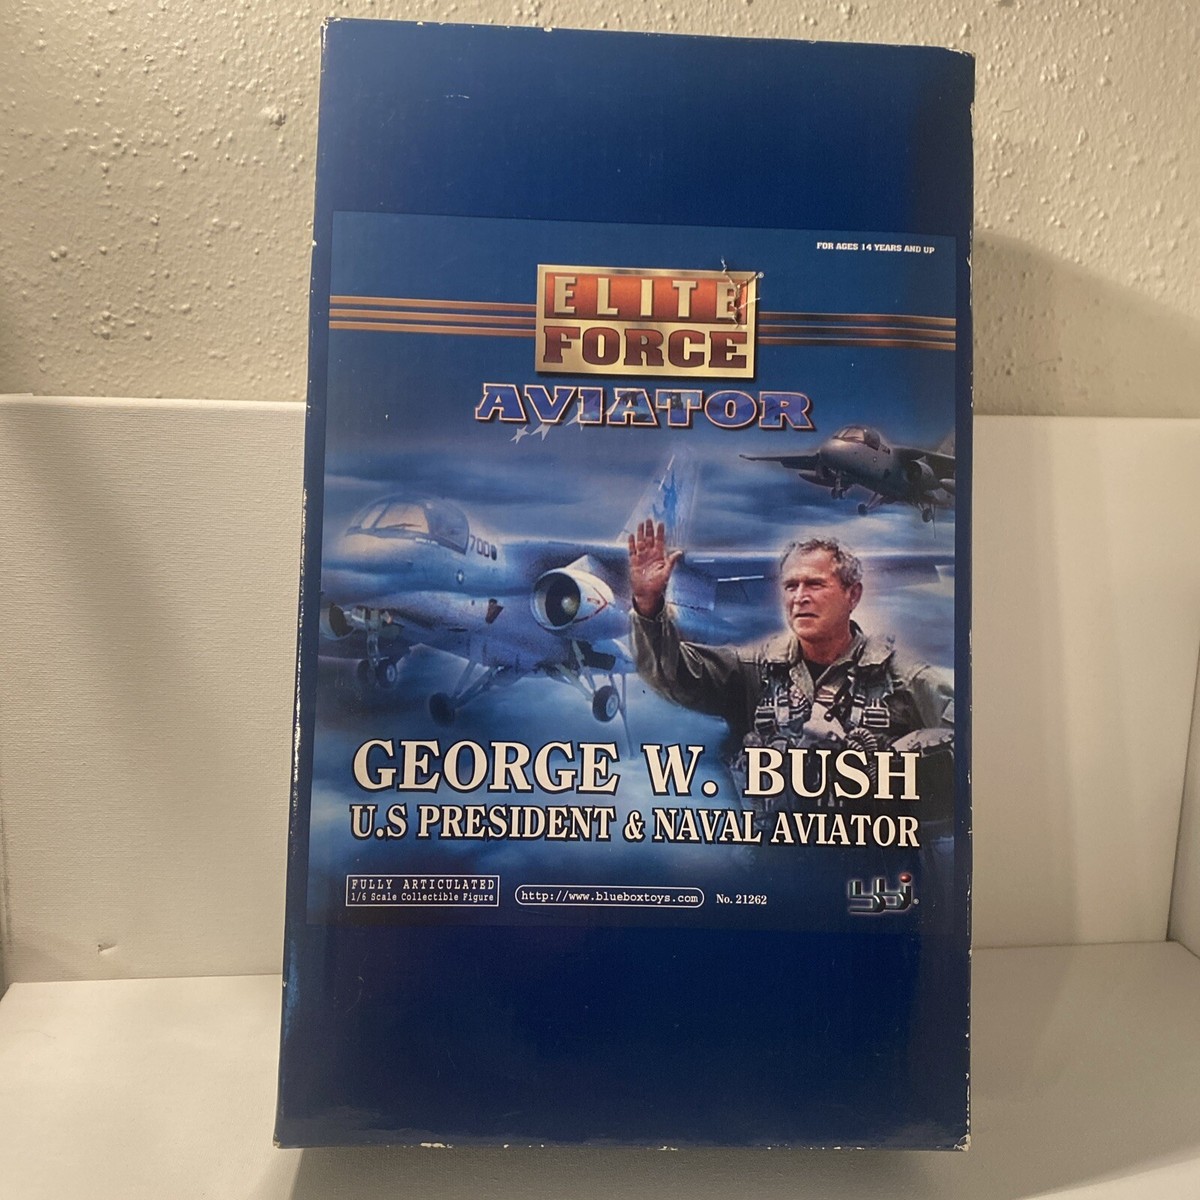 FOR AGES 14 YEARS AND UP
ELITE
FORCE
AVIATOR
700
GEORGE W. BUSH
U.S PRESIDENT & NAVAL AVIATOR
FULLY ARTICULATED
1/6 Scale Collectible Figure
http://www.blueboxtoys.com
No. 21262
bbi